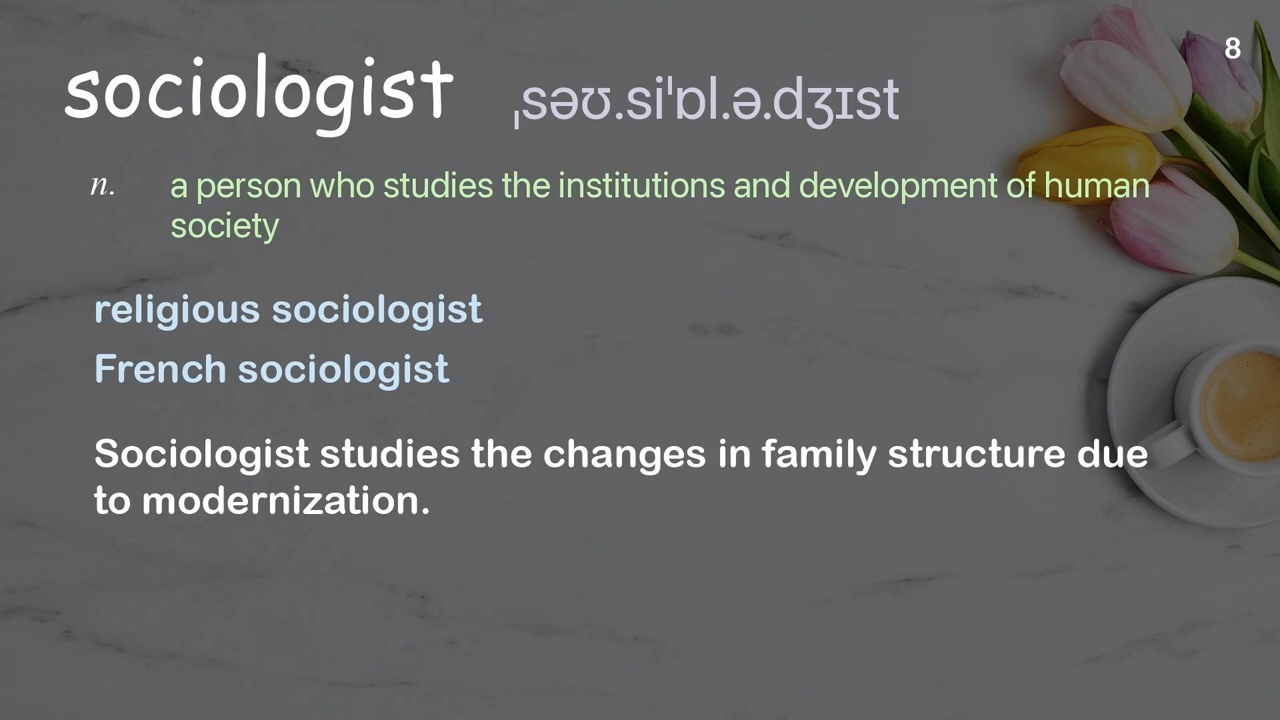 8
sociologist ˌsəʊ.siˈɒl.ə.dʒɪst
n. a person who studies the institutions and development of human
society
religious sociologist
French sociologist
Sociologist studies the changes in family structure due
to modernization.